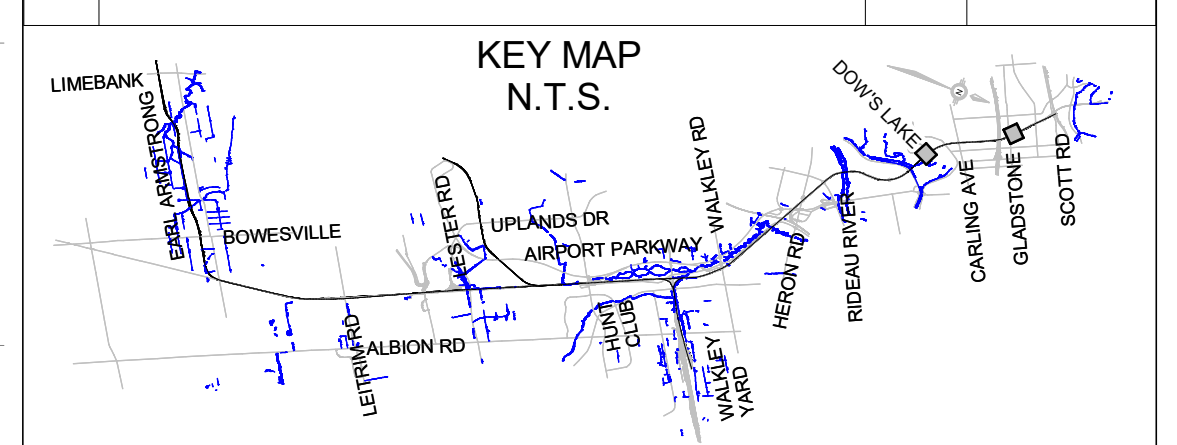 KEY MAP
N.T.S.
LIMEBANK
EARL ARMSTRONG
BOWESVILLE
LEITRIM RD
ALBION RD
LESTER RD
UPLANDS DR
AIRPORT PARKWAY
HUNT
CLUB
WALKLEY RD
WALKLEY
YARD
HERON RD
RIDEAU RIVER
DOW'S LAKE
N
CARLING AVE
GLADSTONE
SCOTT RD